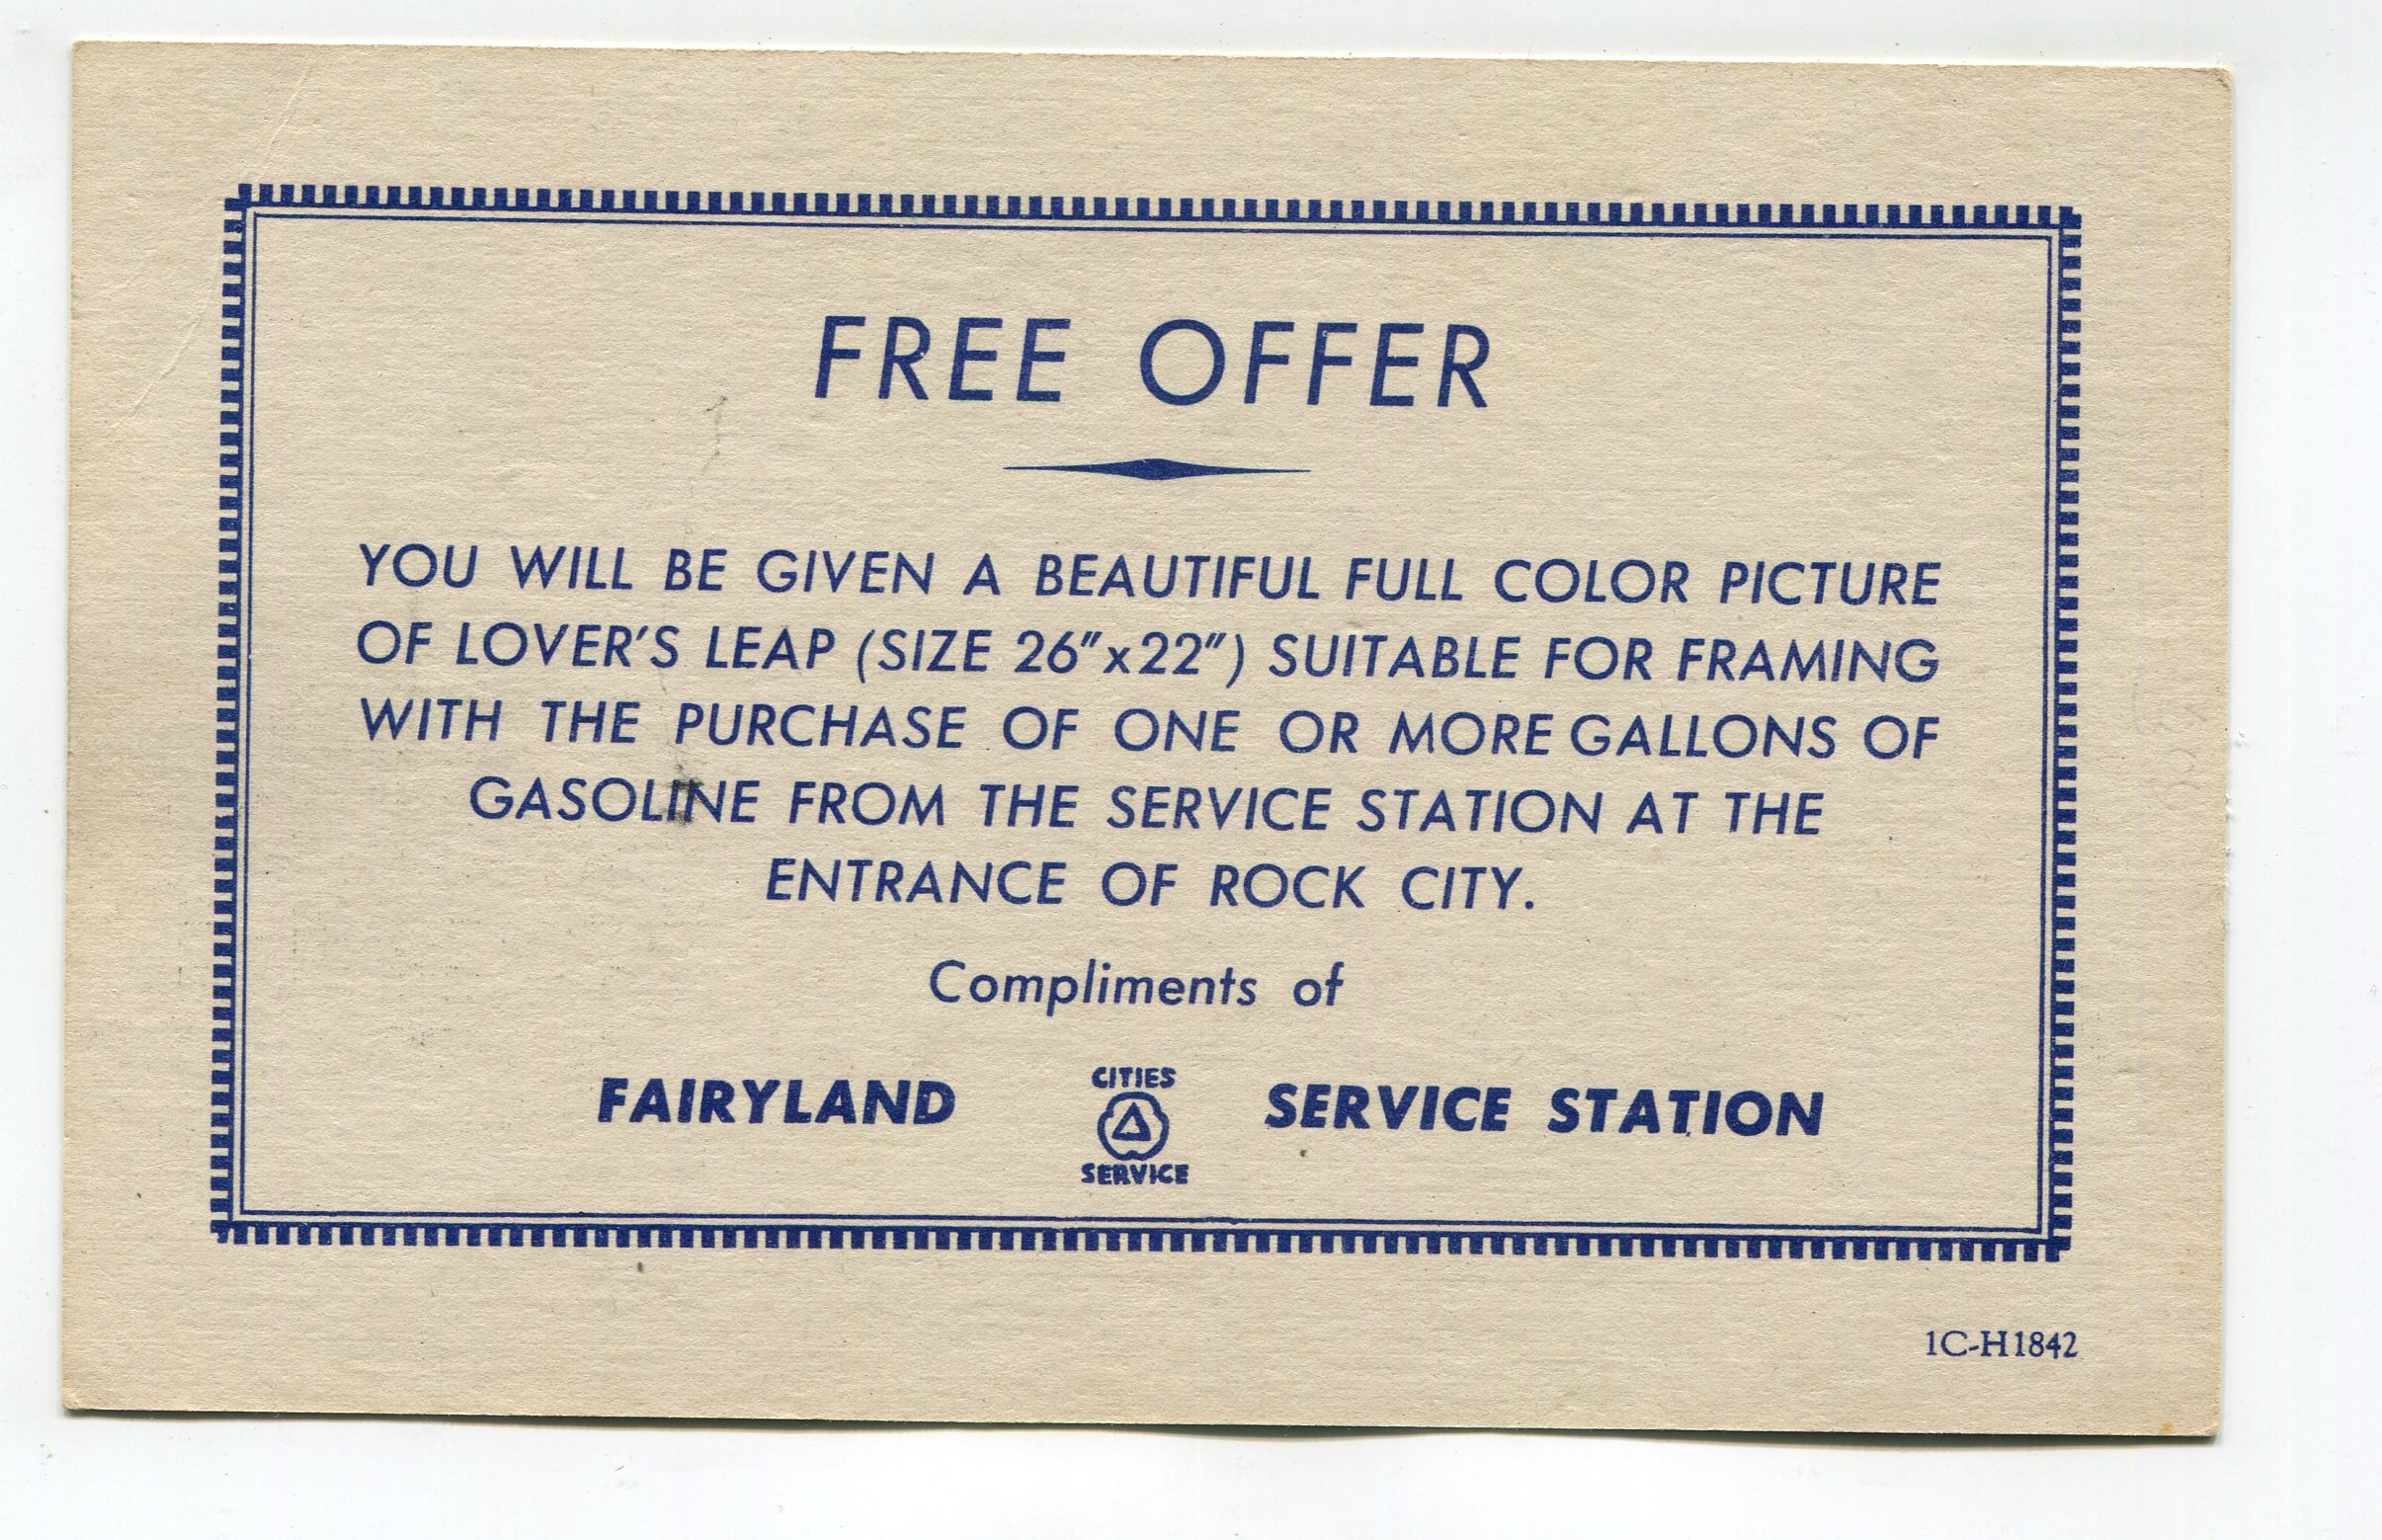 FREE OFFER
YOU WILL BE GIVEN A BEAUTIFUL FULL COLOR PICTURE
OF LOVER'S LEAP (SIZE 26"x22") SUITABLE FOR FRAMING
WITH THE PURCHASE OF ONE OR MORE GALLONS OF
GASOLINE FROM THE SERVICE STATION AT THE
ENTRANCE OF ROCK CITY.
Compliments of
FAIRYLAND
CITIES
SERVICE
SERVICE STATION
1C-H1842